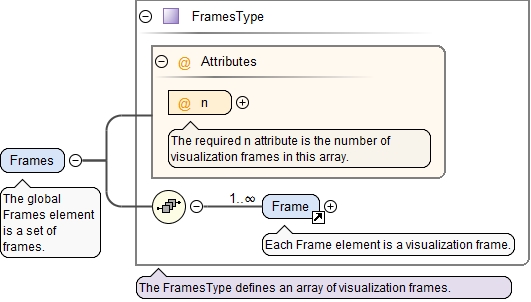 FramesType
@ Attributes
@ n
The required n attribute is the number of
visualization frames in this array.
Frames
The global
Frames element
is a set of
frames.
1..∞
Frame
Each Frame element is a visualization frame.
The FramesType defines an array of visualization frames.